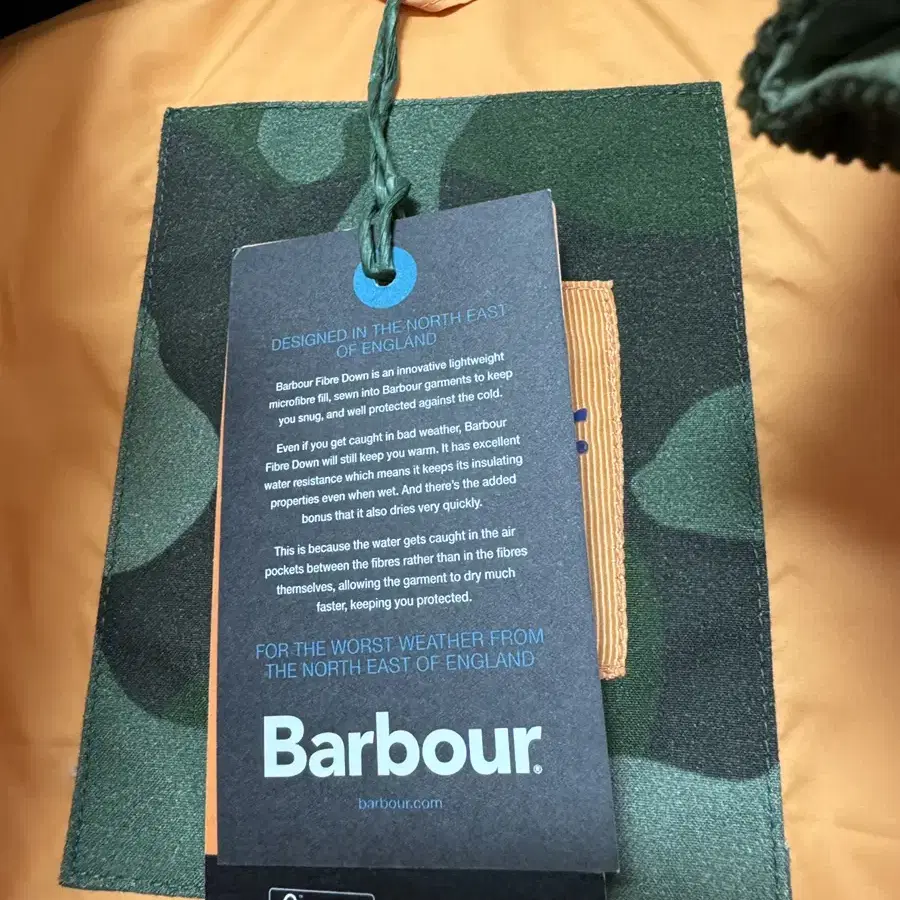 DESIGNED IN THE NORTH EAST
OF ENGLAND
Barbour Fibre Down is an innovative lightweight
microfibre fill, sewn into Barbour garments to keep
you snug, and well protected against the cold.
Even if you get caught in bad weather, Barbour
Fibre Down will still keep you warm. It has excellent
water resistance which means it keeps its insulating
properties even when wet. And there's the added
bonus that it also dries very quickly.
This is because the water gets caught in the air
pockets between the fibres rather than in the fibres
themselves, allowing the garment to dry much
faster, keeping you protected.
FOR THE WORST WEATHER FROM
THE NORTH EAST OF ENGLAND
Barbour®
barbour.com